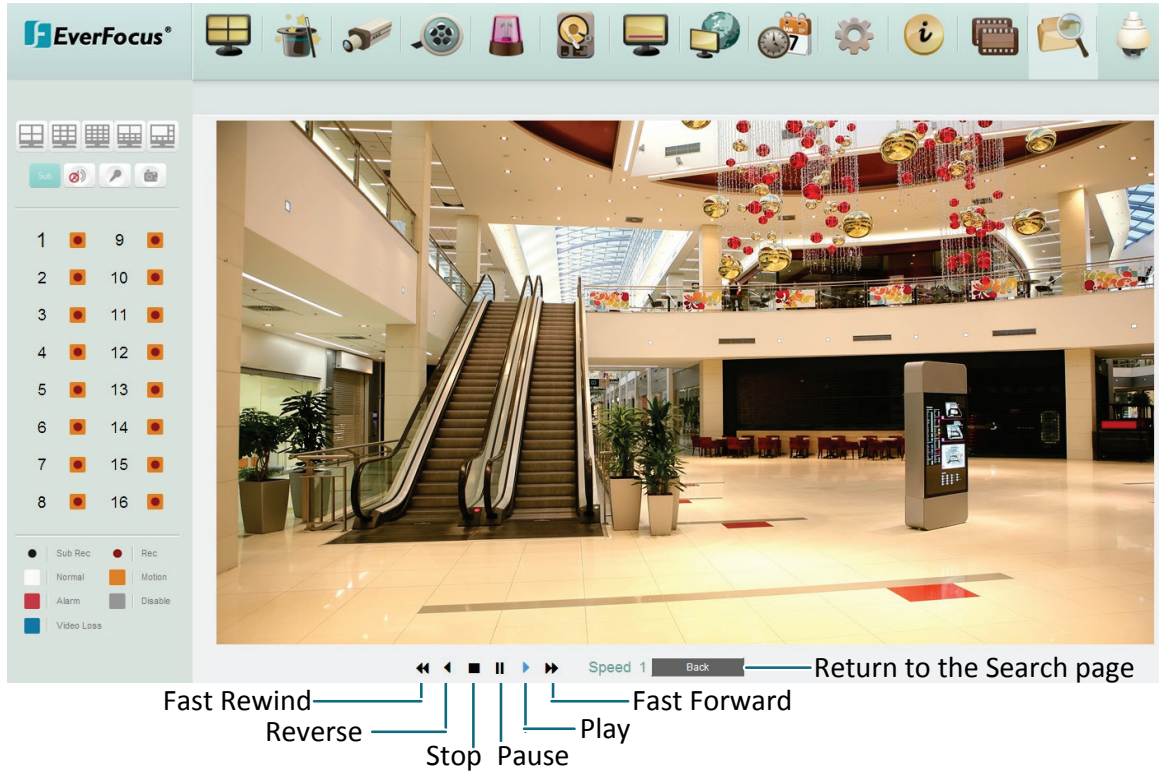 EverFocus®
7
i
Sub
1 9
2 10
3 11
4 12
5 13
6 14
7 15
8 16
Sub Rec Rec
Normal Motion
Alarm Disable
Video Loss
Speed 1 Back
Return to the Search page
Fast Rewind
Fast Forward
Reverse
Play
Stop
Pause